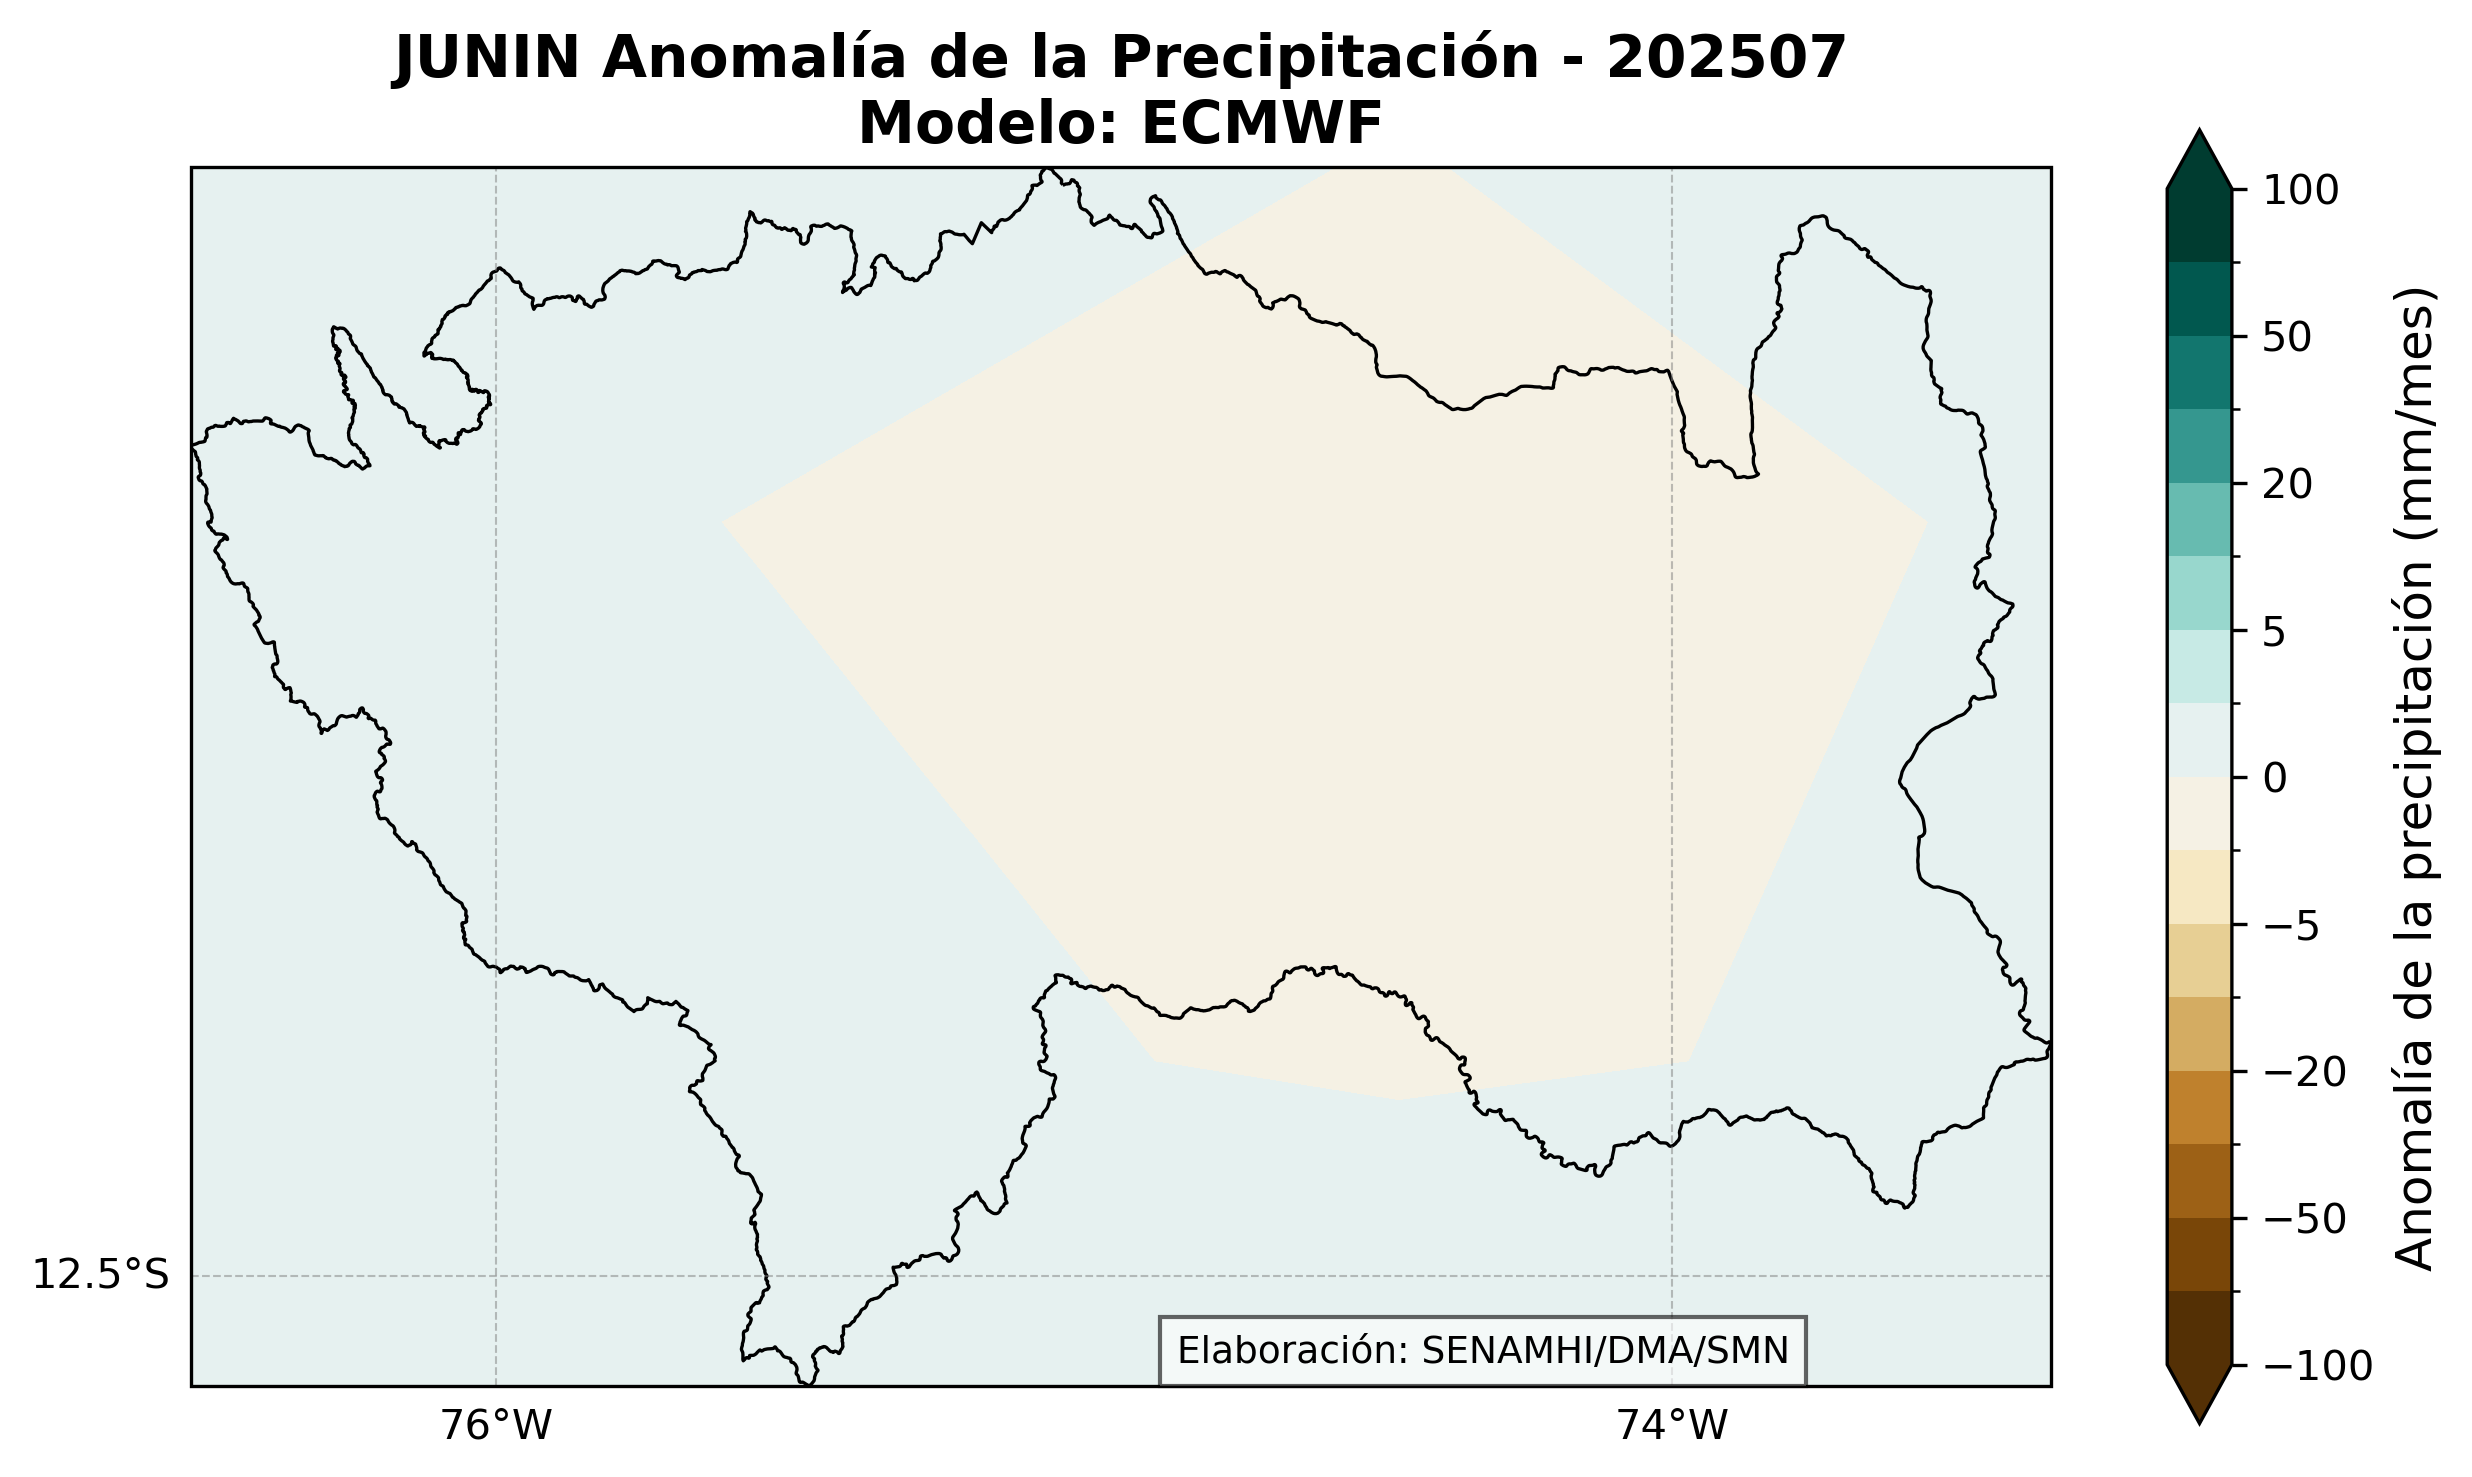 JUNIN Anomalía de la Precipitación - 202507
Modelo: ECMWF
100
50
20
5
0
−5
−20
−50
−100
Anomalía de la precipitación (mm/mes)
12.5°S
Elaboración: SENAMHI/DMA/SMN
76°W
74°W